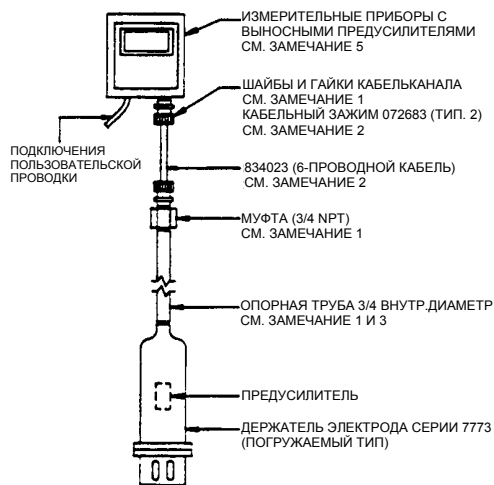 ИЗМЕРИТЕЛЬНЫЕ ПРИБОРЫ С
ВЫНОСНЫМИ ПРЕДУСИЛИТЕЛЯМИ
СМ. ЗАМЕЧАНИЕ 5
ШАЙБЫ И ГАЙКИ КАБЕЛЬКАНАЛА
СМ. ЗАМЕЧАНИЕ 1
КАБЕЛЬНЫЙ ЗАЖИМ 072683 (ТИП. 2)
СМ. ЗАМЕЧАНИЕ 2
ПОДКЛЮЧЕНИЯ
ПОЛЬЗОВАТЕЛЬСКОЙ
ПРОВОДКИ
834023 (6-ПРОВОДНОЙ КАБЕЛЬ)
СМ. ЗАМЕЧАНИЕ 2
МУФТА (3/4 NPT)
СМ. ЗАМЕЧАНИЕ 1
ОПОРНАЯ ТРУБА 3/4 ВНУТР.ДИАМЕТР
СМ. ЗАМЕЧАНИЕ 1 И 3
ПРЕДУСИЛИТЕЛЬ
ДЕРЖАТЕЛЬ ЭЛЕКТРОДА СЕРИИ 7773
(ПОГРУЖАЕМЫЙ ТИП)